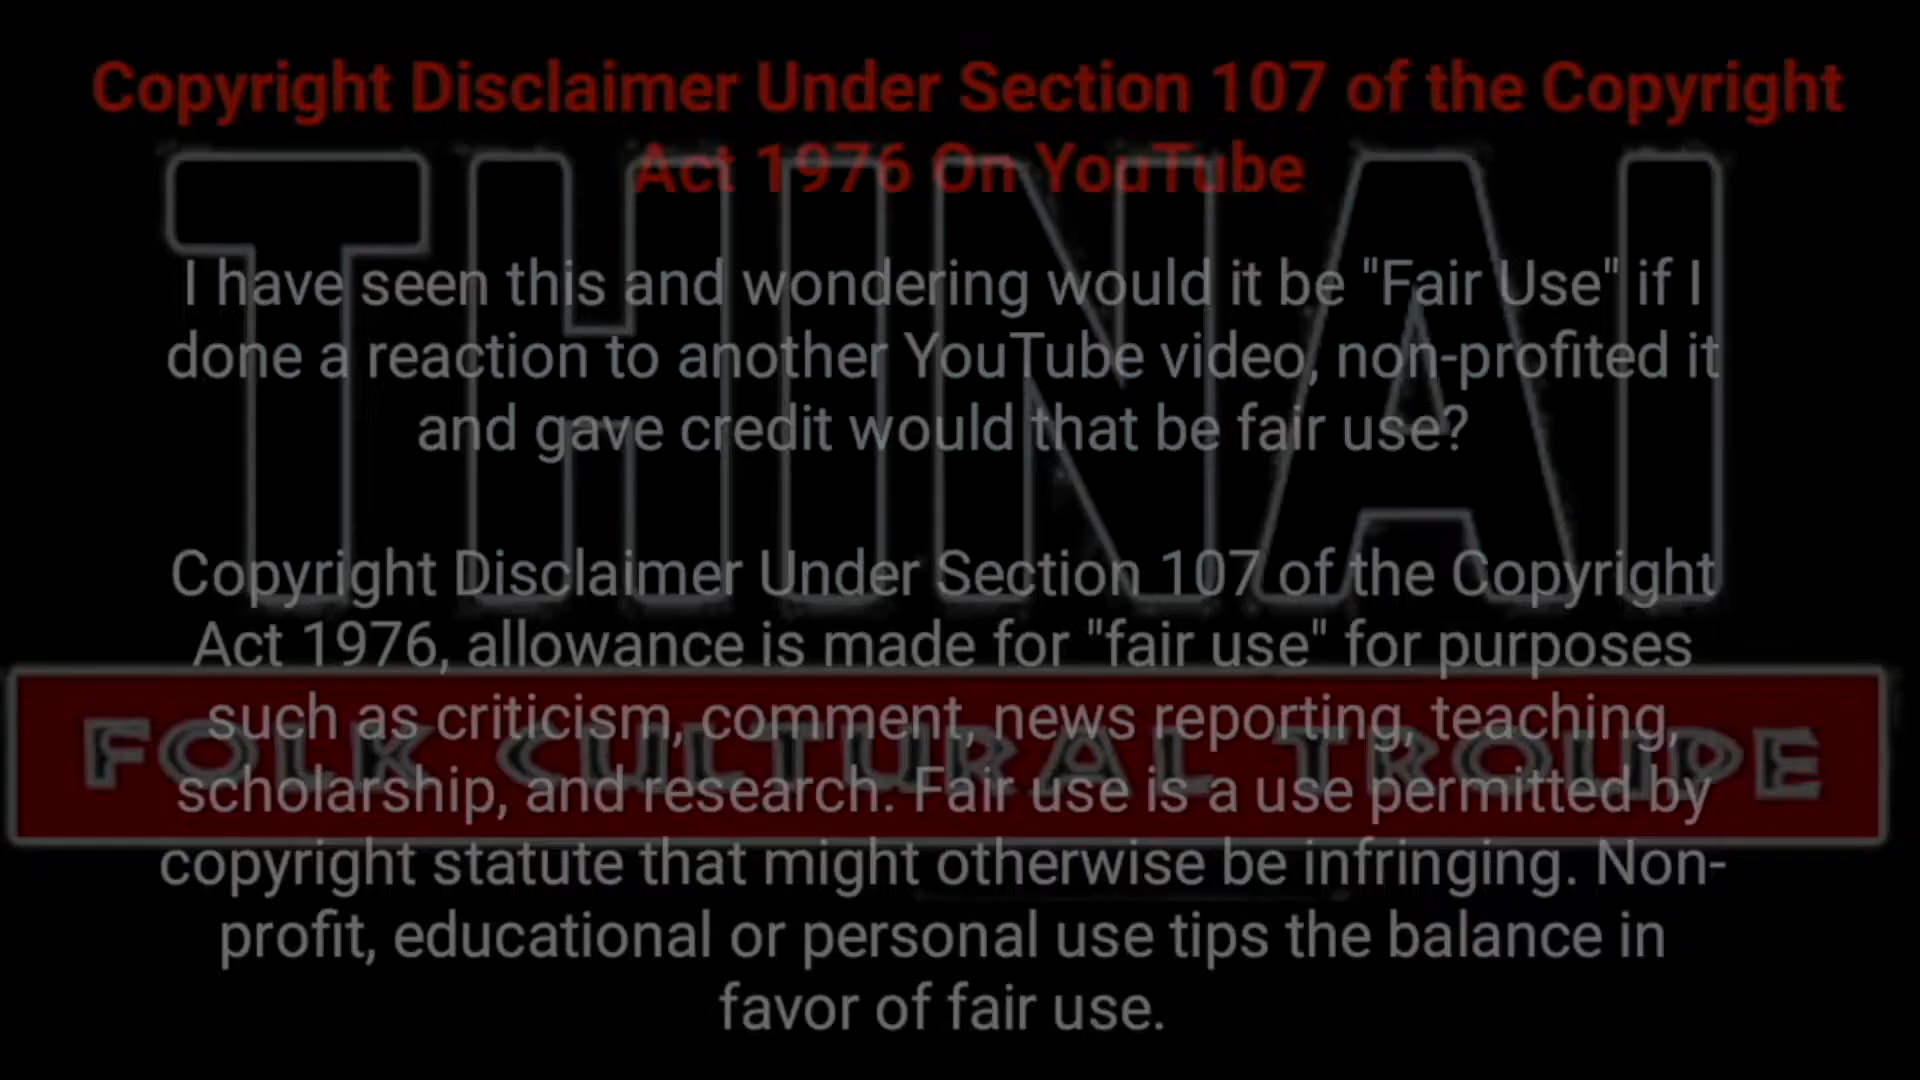 Copyright Disclaimer Under Section 107 of the Copyright
Act 1976 On YouTube
THINAI
I have seen this and wondering would it be "Fair Use" if I
done a reaction to another YouTube video, non-profited it
and gave credit would that be fair use?
Copyright Disclaimer Under Section 107 of the Copyright
Act 1976, allowance is made for "fair use" for purposes
such as criticism, comment, news reporting, teaching,
FOLK CULTURAL TROUPE
scholarship, and research. Fair use is a use permitted by
copyright statute that might otherwise be infringing. Non-
profit, educational or personal use tips the balance in
favor of fair use.